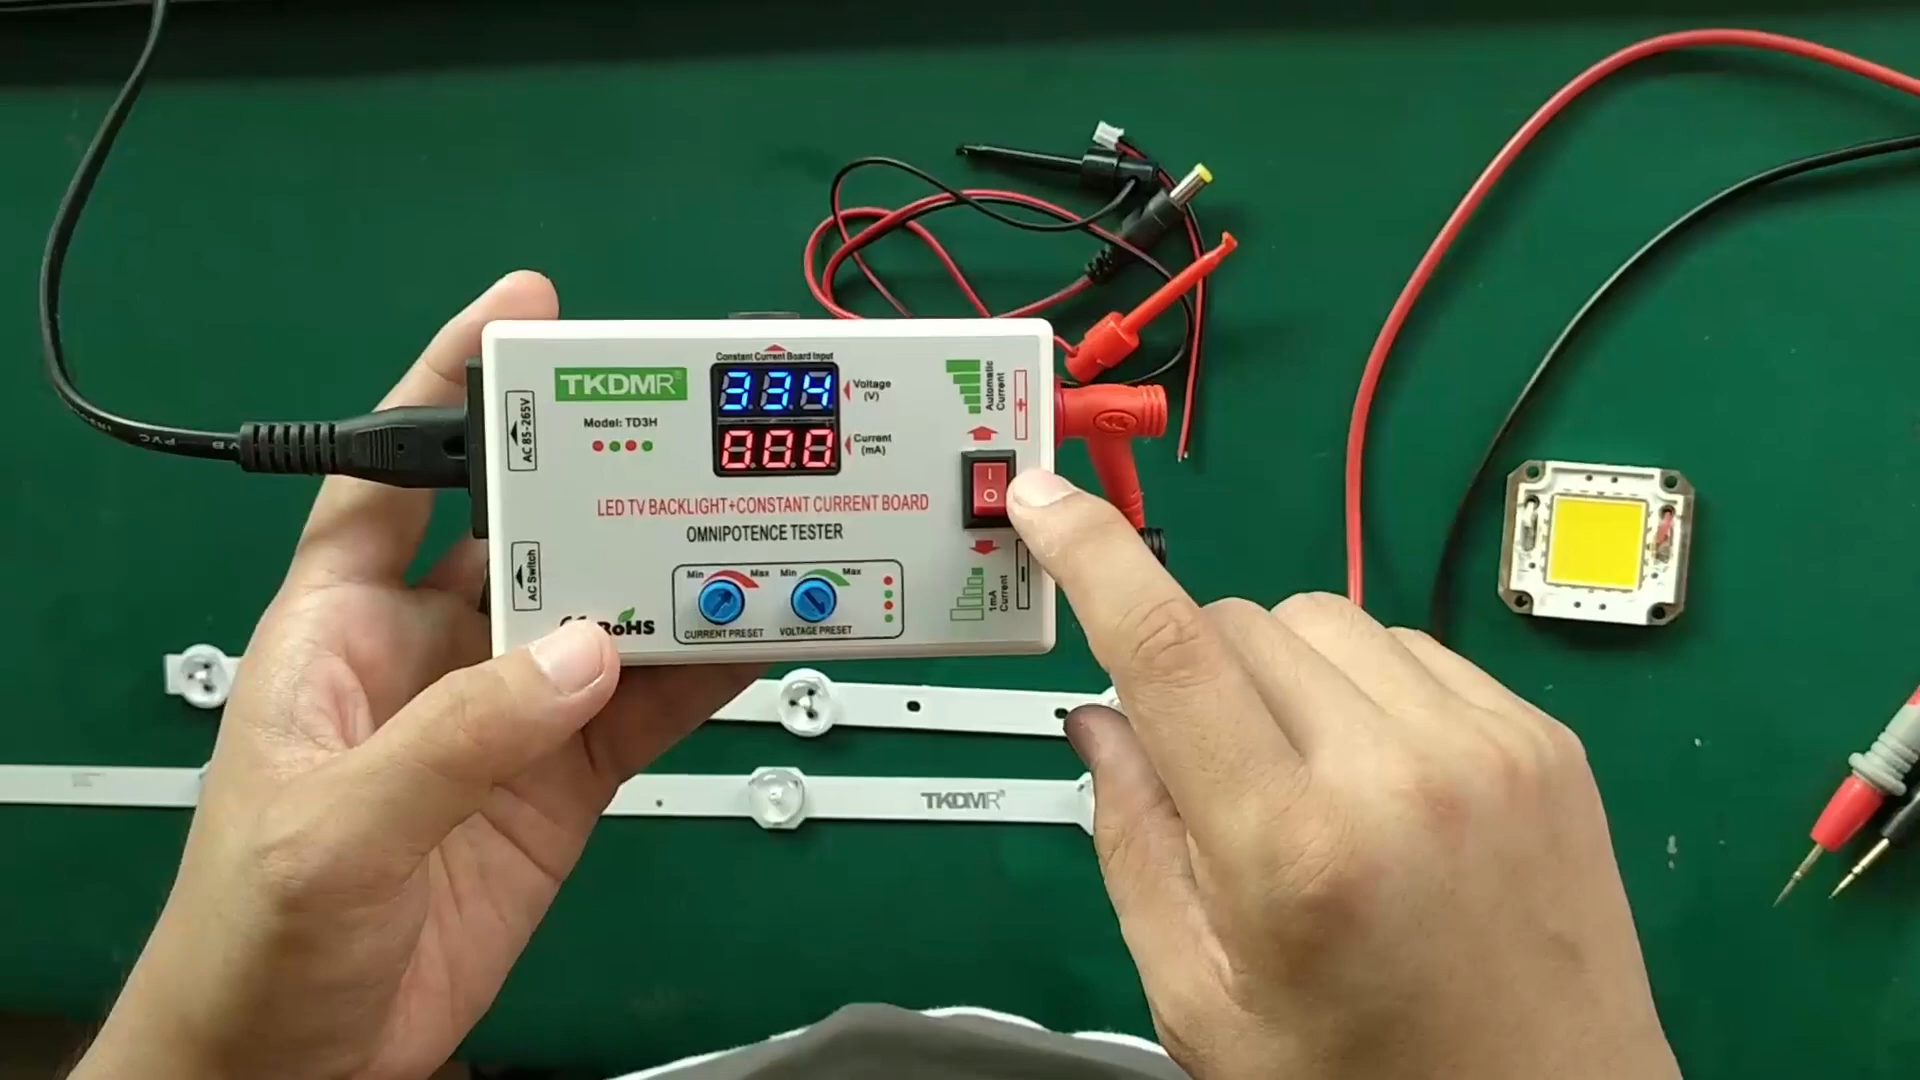 Constant Current Board Input
TKDMR®
334
Voltage
(V)
Model: TD3H
000
Current
(mA)
AC 85-265V
Automatic
Current
+
I
O
LED TV BACKLIGHT+CONSTANT CURRENT BOARD
OMNIPOTENCE TESTER
AC Switch
Min Max Min Max
CURRENT PRESET VOLTAGE PRESET
1mA
Current
-
RoHS
PVC
TKDMR®